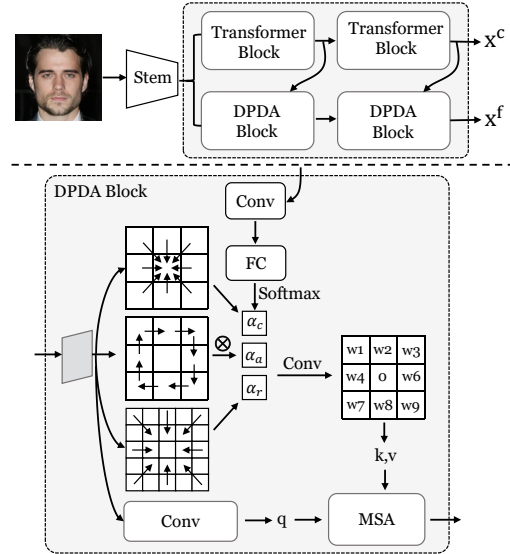 Stem
Transformer
Block
Transformer
Block
x^c
DPDA
Block
DPDA
Block
x^f
DPDA Block
Conv
FC
Softmax
α_c
α_a
α_r
⊗
Conv
w1 w2 w3
w4 0 w6
w7 w8 w9
k,v
Conv
q
MSA